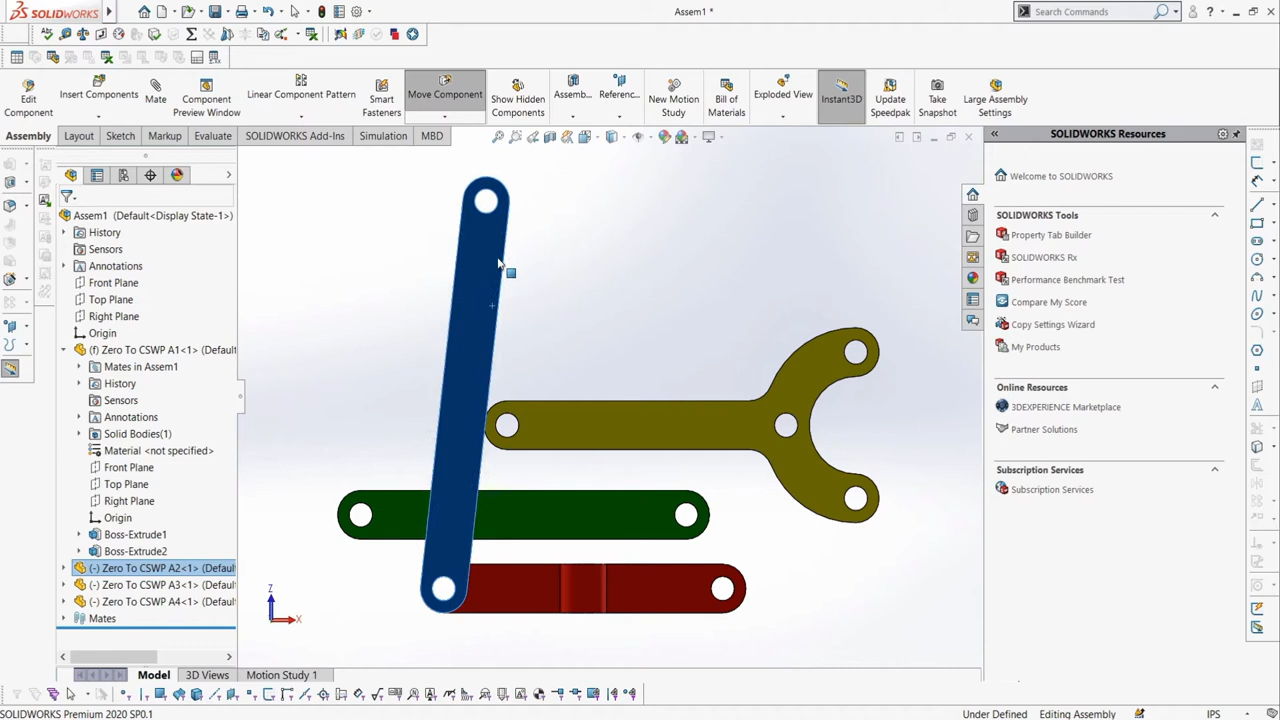 SOLIDWORKS
Assem1 *
Search Commands
Edit Component
Insert Components
Mate
Component Preview Window
Linear Component Pattern
Smart Fasteners
Move Component
Show Hidden Components
Assemb...
Referenc...
New Motion Study
Bill of Materials
Exploded View
Instant3D
Update Speedpak
Take Snapshot
Large Assembly Settings
Assembly
Layout
Sketch
Markup
Evaluate
SOLIDWORKS Add-Ins
Simulation
MBD
SOLIDWORKS Resources
Assem1 (Default<Display State-1>)
History
Sensors
Annotations
Front Plane
Top Plane
Right Plane
Origin
(f) Zero To CSWP A1<1> (Default
Mates in Assem1
History
Sensors
Annotations
Solid Bodies(1)
Material <not specified>
Front Plane
Top Plane
Right Plane
Origin
Boss-Extrude1
Boss-Extrude2
(-) Zero To CSWP A2<1> (Defau
(-) Zero To CSWP A3<1> (Defau
(-) Zero To CSWP A4<1> (Defau
Mates
Z
X
Welcome to SOLIDWORKS
SOLIDWORKS Tools
Property Tab Builder
SOLIDWORKS Rx
Performance Benchmark Test
Compare My Score
Copy Settings Wizard
My Products
Online Resources
3DEXPERIENCE Marketplace
Partner Solutions
Subscription Services
Subscription Services
Model
3D Views
Motion Study 1
SOLIDWORKS Premium 2020 SP0.1
Under Defined
Editing Assembly
IPS